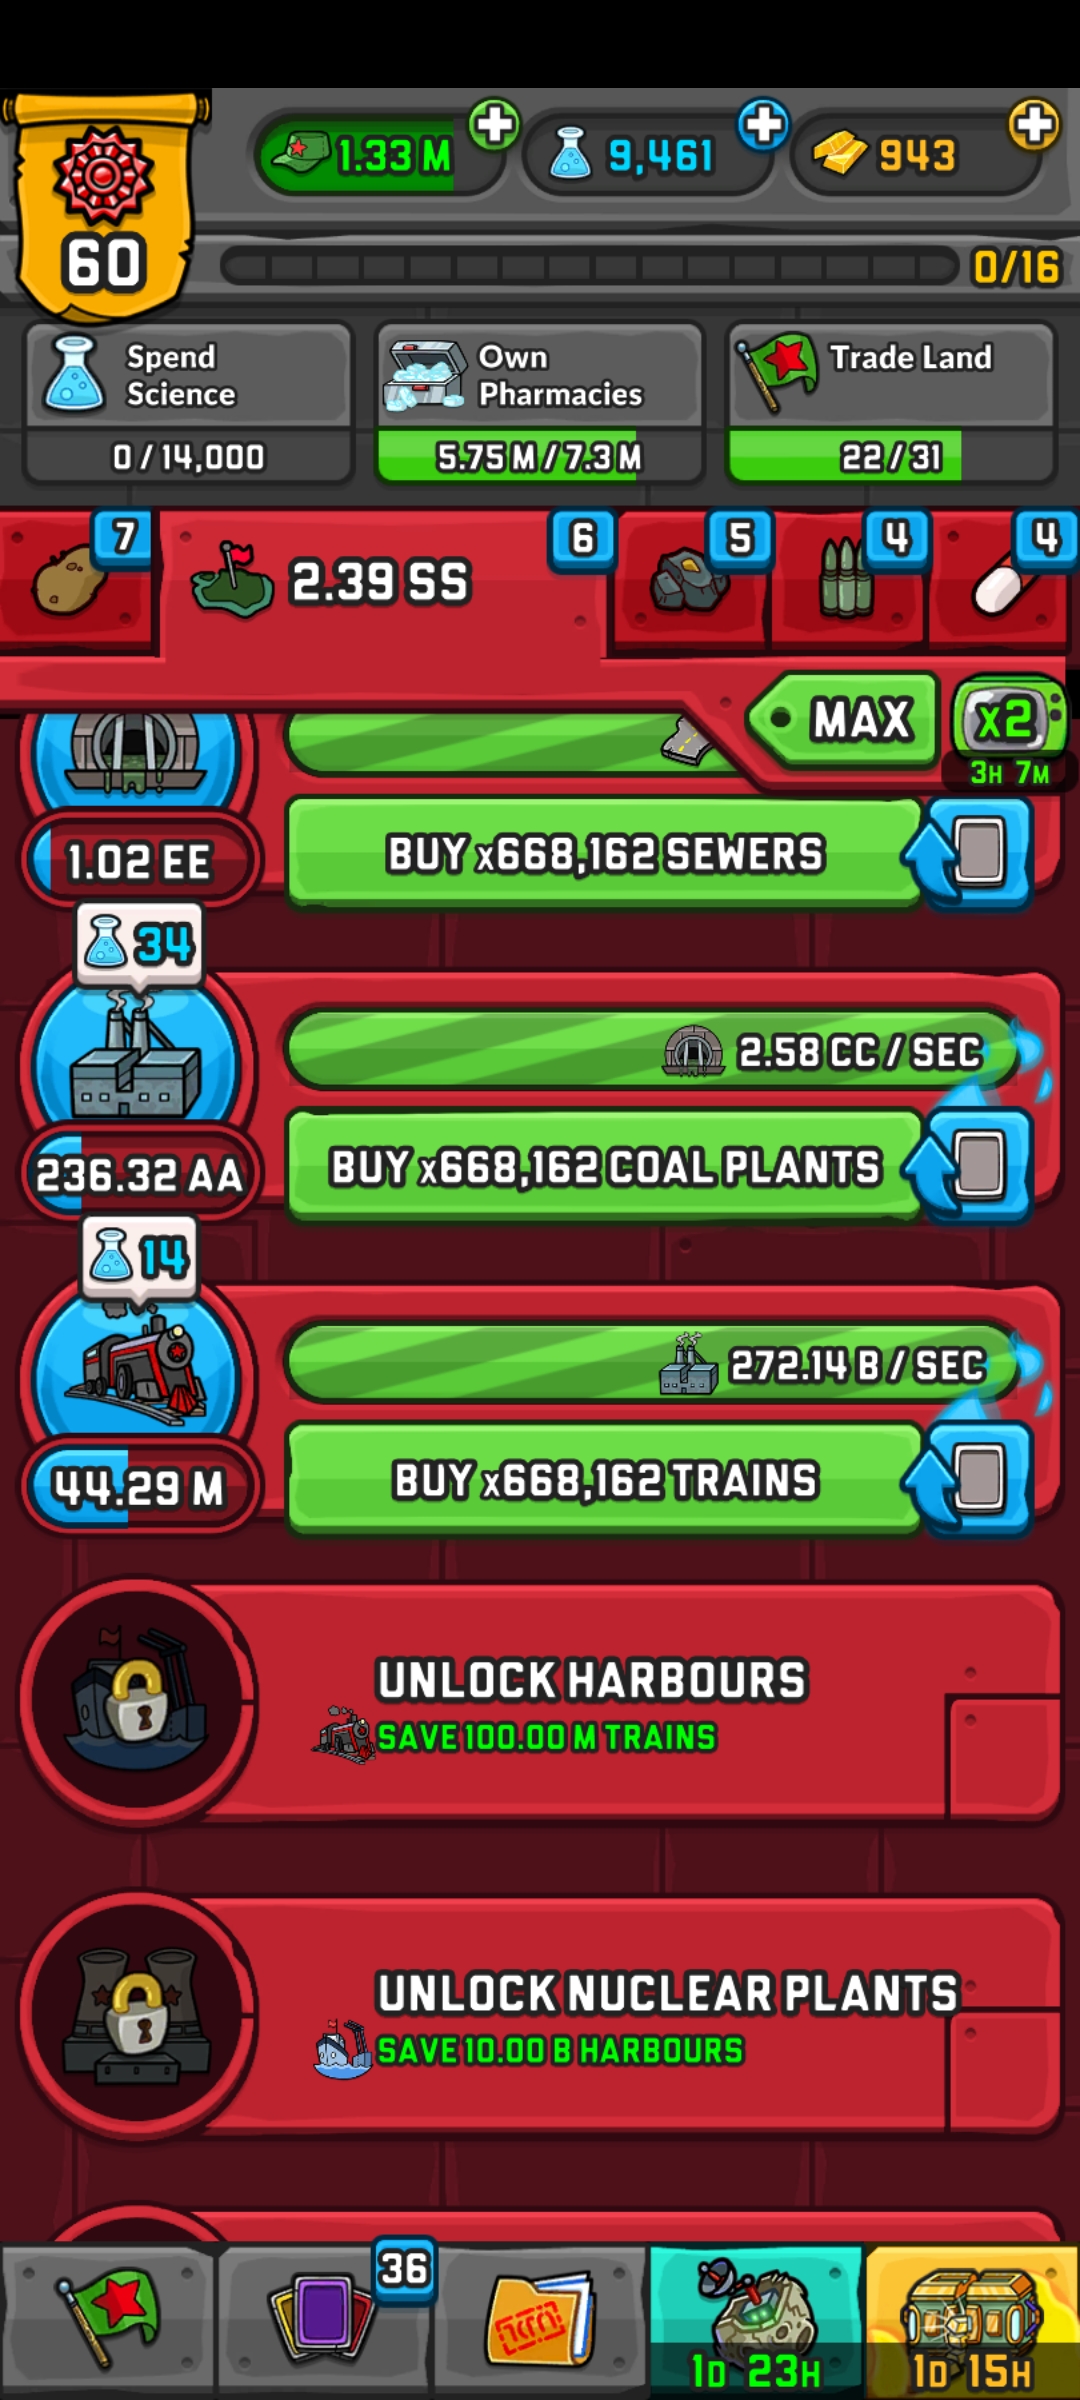 1.33 M
9,461
943
60
0/16
Spend
Science
0/14,000
Own
Pharmacies
5.75 M/7.3 M
Trade Land
22/31
7
2.39 SS
6
5
4
4
MAX
x2
3H 7M
1.02 EE
BUY x668,162 SEWERS
34
2.58 CC / SEC
236.32 AA
BUY x668,162 COAL PLANTS
14
272.14 B / SEC
44.29 M
BUY x668,162 TRAINS
UNLOCK HARBOURS
SAVE 100.00 M TRAINS
UNLOCK NUCLEAR PLANTS
SAVE 10.00 B HARBOURS
36
1D 23H
1D 15H